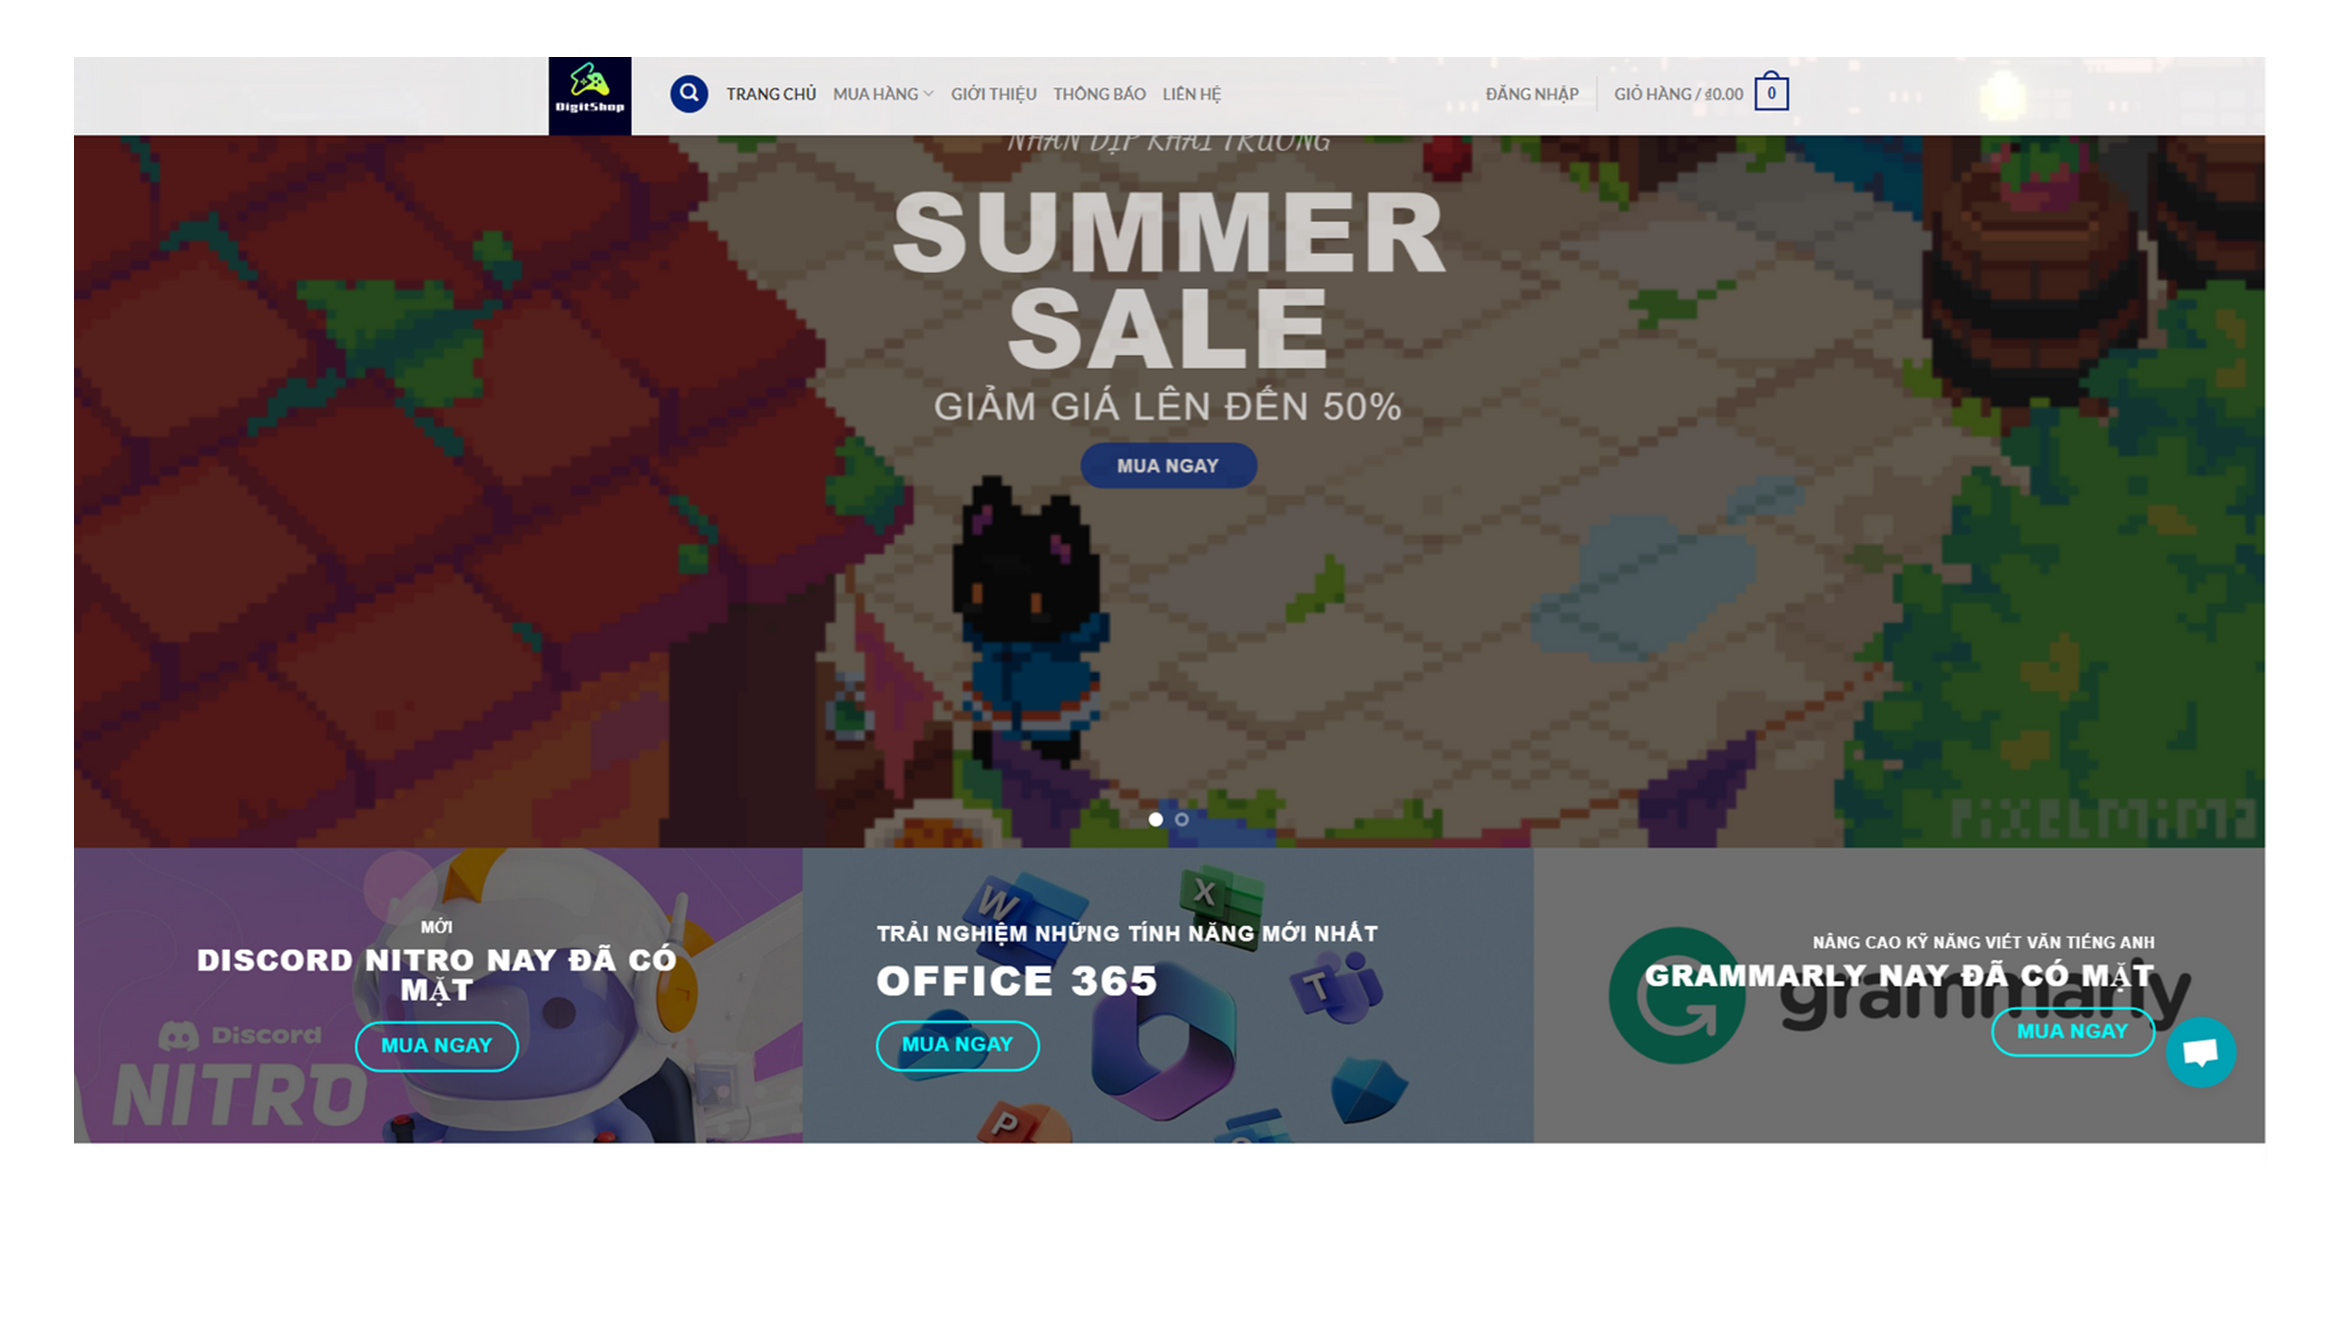 DigitShop
TRANG CHỦ MUA HÀNG GIỚI THIỆU THÔNG BÁO LIÊN HỆ
ĐĂNG NHẬP GIỎ HÀNG / ₫0.00 0
NHÂN DỊP KHAI TRƯƠNG
SUMMER
SALE
GIẢM GIÁ LÊN ĐẾN 50%
MUA NGAY
PixelMima
MỚI
DISCORD NITRO NAY ĐÃ CÓ
MẶT
Discord
NITRO
MUA NGAY
TRẢI NGHIỆM NHỮNG TÍNH NĂNG MỚI NHẤT
OFFICE 365
MUA NGAY
W
X
T
P
O
NÂNG CAO KỸ NĂNG VIẾT VĂN TIẾNG ANH
GRAMMARLY NAY ĐÃ CÓ MẶT
G grammarly
MUA NGAY